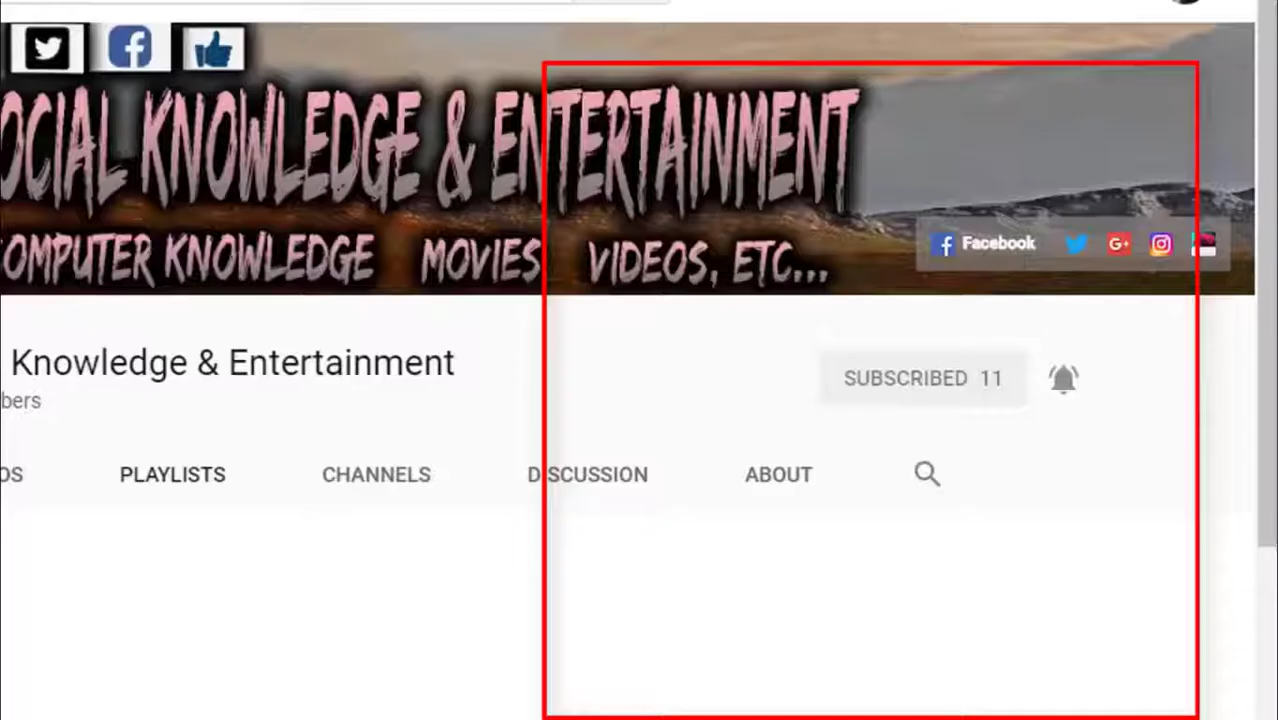 OCIAL KNOWLEDGE & ENTERTAINMENT
OMPUTER KNOWLEDGE MOVIES VIDEOS, ETC...
Facebook
Knowledge & Entertainment
SUBSCRIBED 11
bers
OS PLAYLISTS CHANNELS DISCUSSION ABOUT